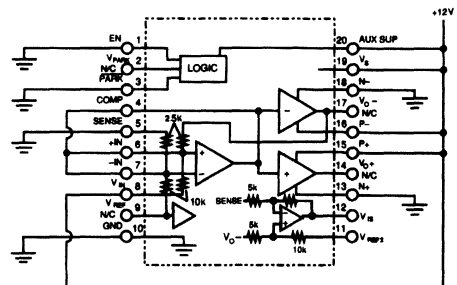 +12V
EN 1
V PARK
N/C 2
PARK 3
COMP 4
SENSE 5
+IN 6
-IN 7
V IN 8
V REF
N/C 9
GND 10
LOGIC
2.5k
10k
+
-
-
+
SENSE
5k
-
+
V O -
5k
10k
20 AUX SUP
19 V S
18 N-
17 V O -
N/C
16 P-
15 P+
14 V O +
N/C
13 N+
12 V IS
11 V REF2